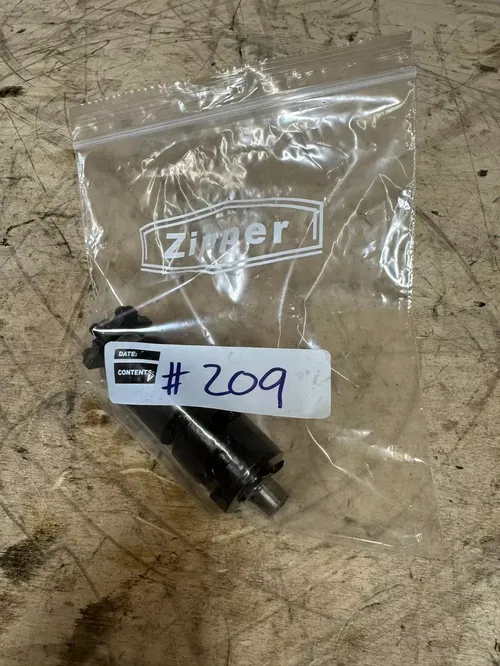 Zipper
DATE:
CONTENTS:
# 209